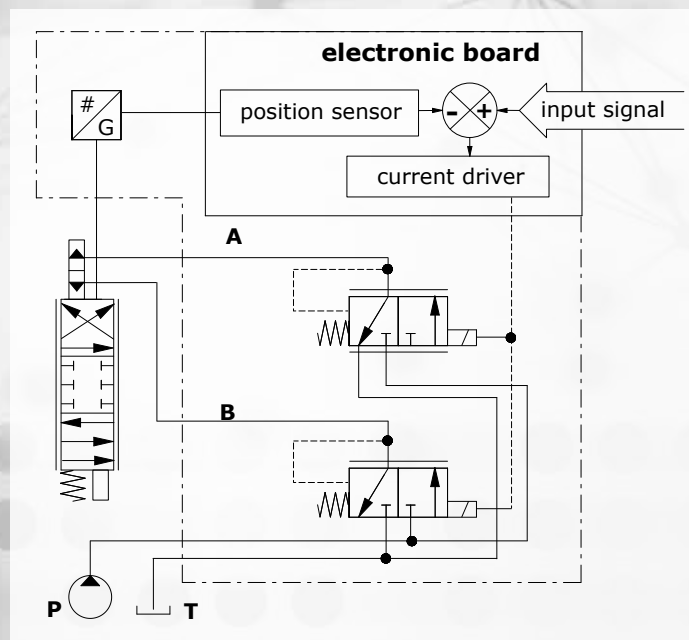 electronic board
#
G
position sensor
- +
input signal
current driver
A
B
P
T